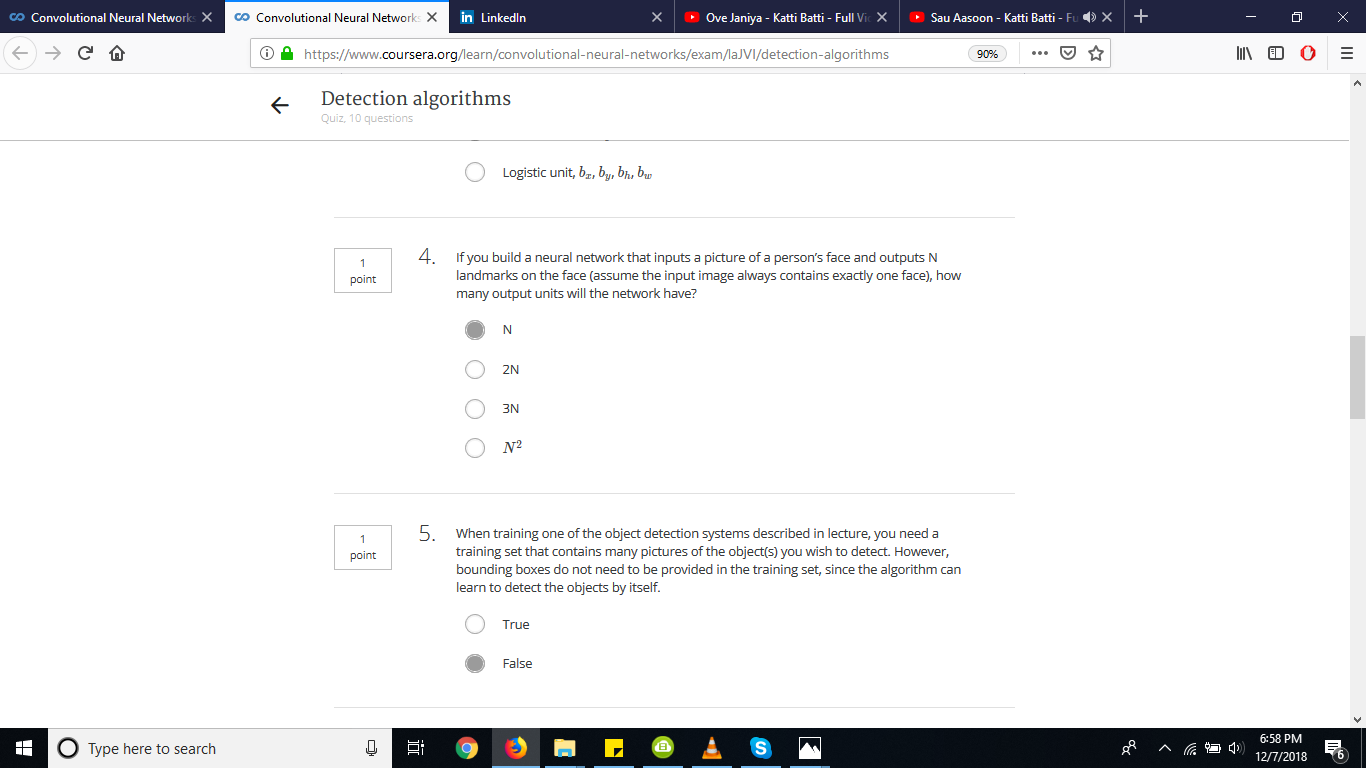 Convolutional Neural Network
Convolutional Neural Network
LinkedIn
Ove Janiya - Katti Batti - Full Vi
Sau Aasoon - Katti Batti - Fu
https://www.coursera.org/learn/convolutional-neural-networks/exam/laJVI/detection-algorithms
90%
Detection algorithms
Quiz, 10 questions
Logistic unit, bx, by, bh, bw
1
point
4.
If you build a neural network that inputs a picture of a person's face and outputs N
landmarks on the face (assume the input image always contains exactly one face), how
many output units will the network have?
N
2N
3N
N²
1
point
5.
When training one of the object detection systems described in lecture, you need a
training set that contains many pictures of the object(s) you wish to detect. However,
bounding boxes do not need to be provided in the training set, since the algorithm can
learn to detect the objects by itself.
True
False
Type here to search
6:58 PM
12/7/2018
6